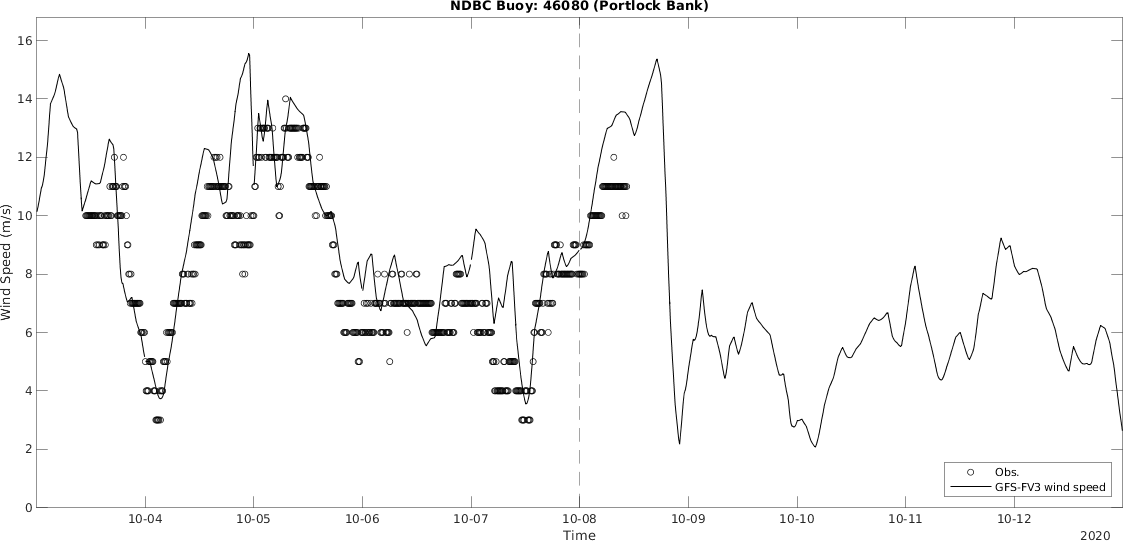 NDBC Buoy: 46080 (Portlock Bank)
16
14
12
10
8
6
4
2
0
Wind Speed (m/s)
Obs.
GFS-FV3 wind speed
10-04 10-05 10-06 10-07 10-08 10-09 10-10 10-11 10-12
Time
2020